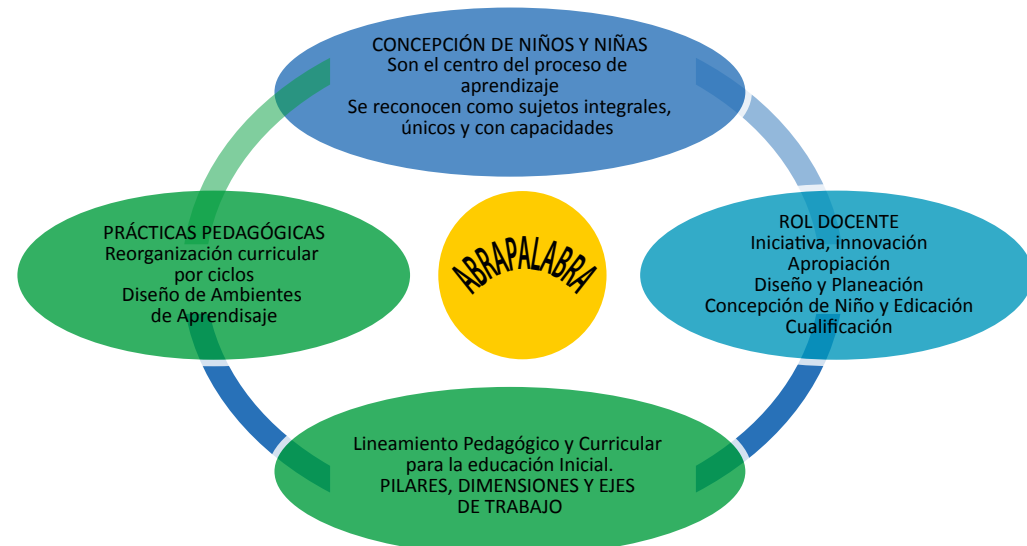 CONCEPCIÓN DE NIÑOS Y NIÑAS
Son el centro del proceso de
aprendizaje
Se reconocen como sujetos integrales,
únicos y con capacidades
PRÁCTICAS PEDAGÓGICAS
Reorganización curricular
por ciclos
Diseño de Ambientes
de Aprendisaje
ABRAPALABRA
ROL DOCENTE
Iniciativa, innovación
Apropiación
Diseño y Planeación
Concepción de Niño y Edicación
Cualificación
Lineamiento Pedagógico y Curricular
para la educación Inicial.
PILARES, DIMENSIONES Y EJES
DE TRABAJO